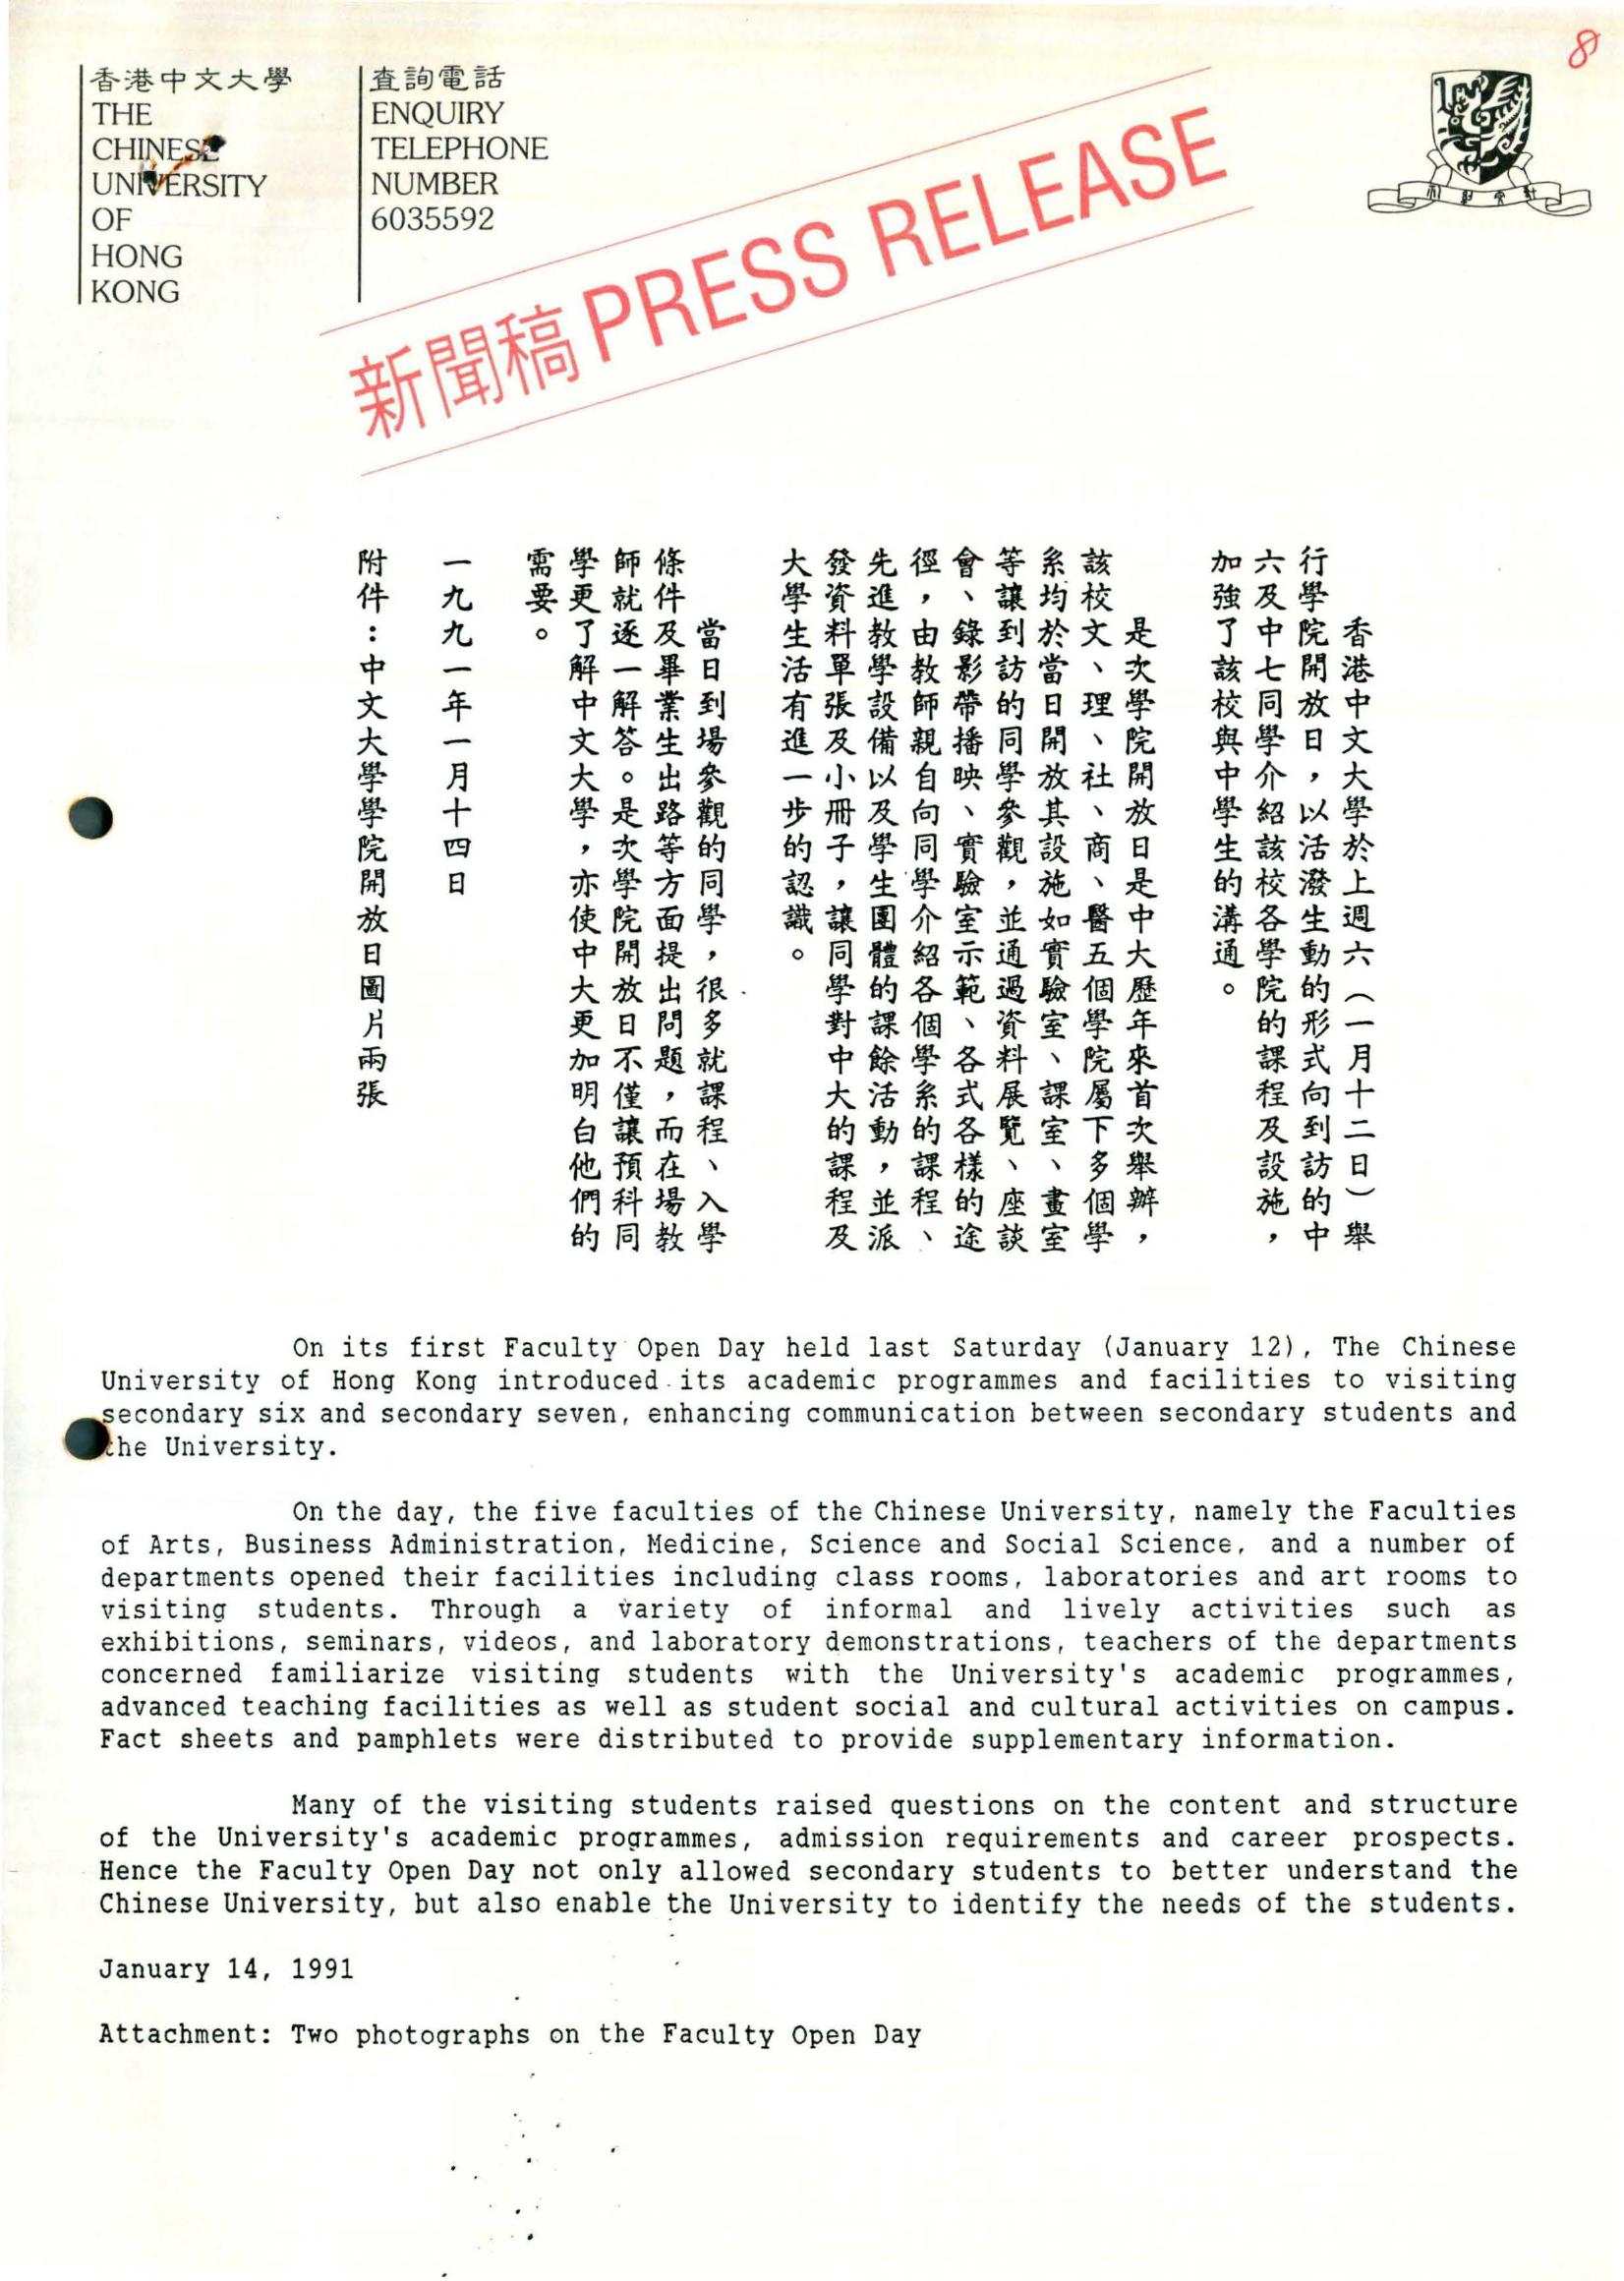 8
香港中文大學
THE
CHINESE
UNIVERSITY
OF
HONG
KONG
查詢電話
ENQUIRY
TELEPHONE
NUMBER
6035592
新聞稿 PRESS RELEASE
香港中文大學於上週六（一月十二日）舉
行學院開放日，以活潑生動的形式向到訪的中
六及中七同學介紹該校各學院的課程及設施，
加強了該校與中學生的溝通。
是次學院開放日是中大歷年來首次舉辦，
該校文、理、社、商、醫五個學院屬下多個學
系均於當日開放其設施如實驗室、課室、畫室
等讓到訪的同學參觀，並通過資料展覽、座談
會、錄影帶播映、實驗室示範、各式各樣的途
徑，由教師親自向同學介紹各個學系的課程、
先進教學設備以及學生團體的課餘活動，並派
發資料單張及小冊子，讓同學對中大的課程及
大學生活有進一步的認識。
當日到場參觀的同學，很多就課程、入學
條件及畢業生出路等方面提出問題，而在場教
師就逐一解答。是次學院開放日不僅讓預科同
學更了解中文大學，亦使中大更加明白他們的
需要。
一九九一年一月十四日
附件：中文大學學院開放日圖片兩張
On its first Faculty Open Day held last Saturday (January 12), The Chinese
University of Hong Kong introduced its academic programmes and facilities to visiting
secondary six and secondary seven, enhancing communication between secondary students and
the University.
On the day, the five faculties of the Chinese University, namely the Faculties
of Arts, Business Administration, Medicine, Science and Social Science, and a number of
departments opened their facilities including class rooms, laboratories and art rooms to
visiting students. Through a variety of informal and lively activities such as
exhibitions, seminars, videos, and laboratory demonstrations, teachers of the departments
concerned familiarize visiting students with the University's academic programmes,
advanced teaching facilities as well as student social and cultural activities on campus.
Fact sheets and pamphlets were distributed to provide supplementary information.
Many of the visiting students raised questions on the content and structure
of the University's academic programmes, admission requirements and career prospects.
Hence the Faculty Open Day not only allowed secondary students to better understand the
Chinese University, but also enable the University to identify the needs of the students.
January 14, 1991
Attachment: Two photographs on the Faculty Open Day